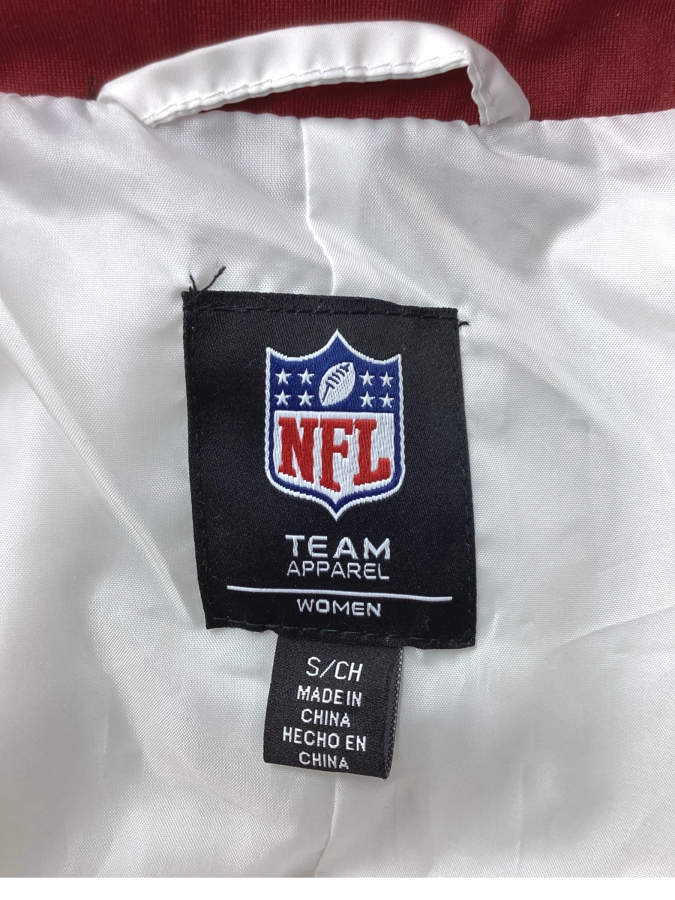 NFL
TEAM
APPAREL
WOMEN
S/CH
MADE IN
CHINA
HECHO EN
CHINA